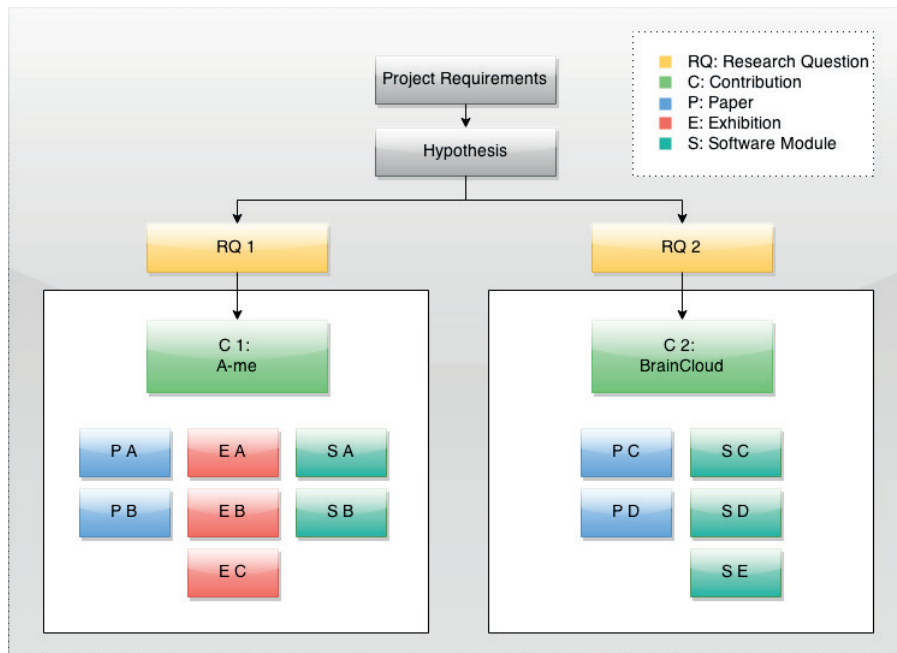 Project Requirements
Hypothesis
RQ: Research Question
C: Contribution
P: Paper
E: Exhibition
S: Software Module
RQ 1
RQ 2
C 1:
A-me
C 2:
BrainCloud
P A
E A
S A
P B
E B
S B
E C
P C
S C
P D
S D
S E